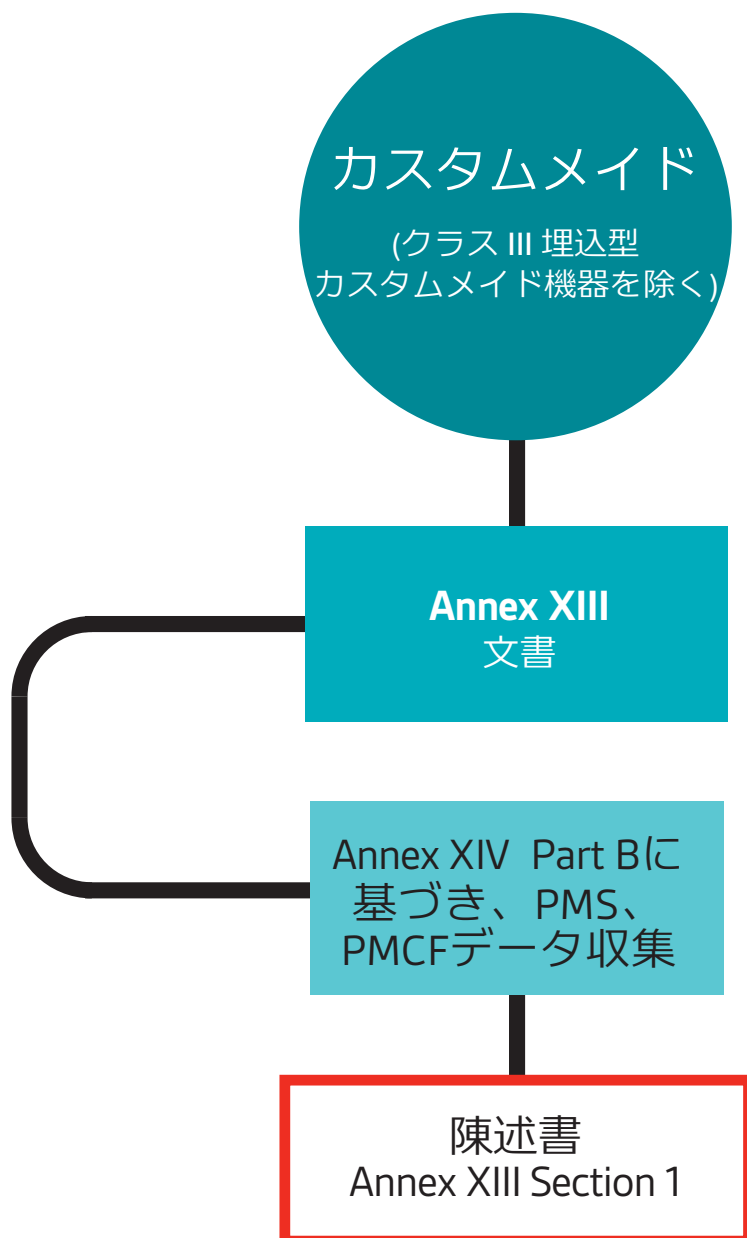 カスタムメイド
(クラス III 埋込型
カスタムメイド機器を除く)
Annex XIII
文書
Annex XIV Part Bに
基づき、PMS、
PMCFデータ収集
陳述書
Annex XIII Section 1